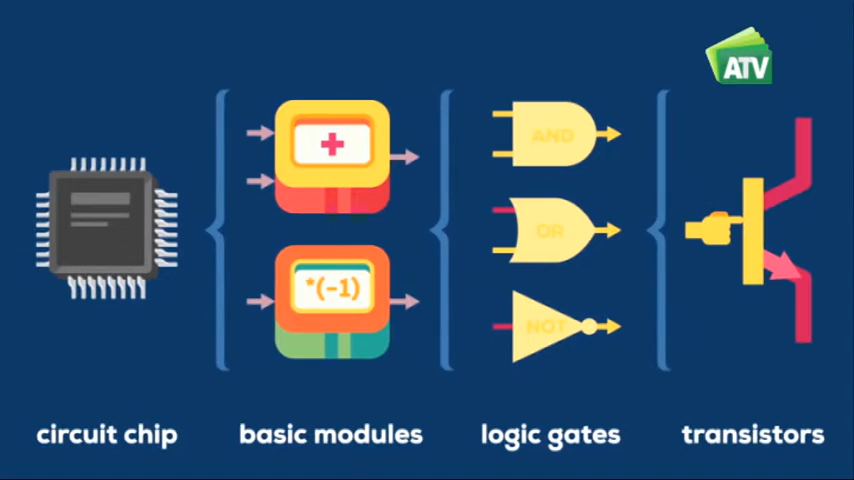 ATV
+
*(-1)
AND
OR
NOT
circuit chip
basic modules
logic gates
transistors